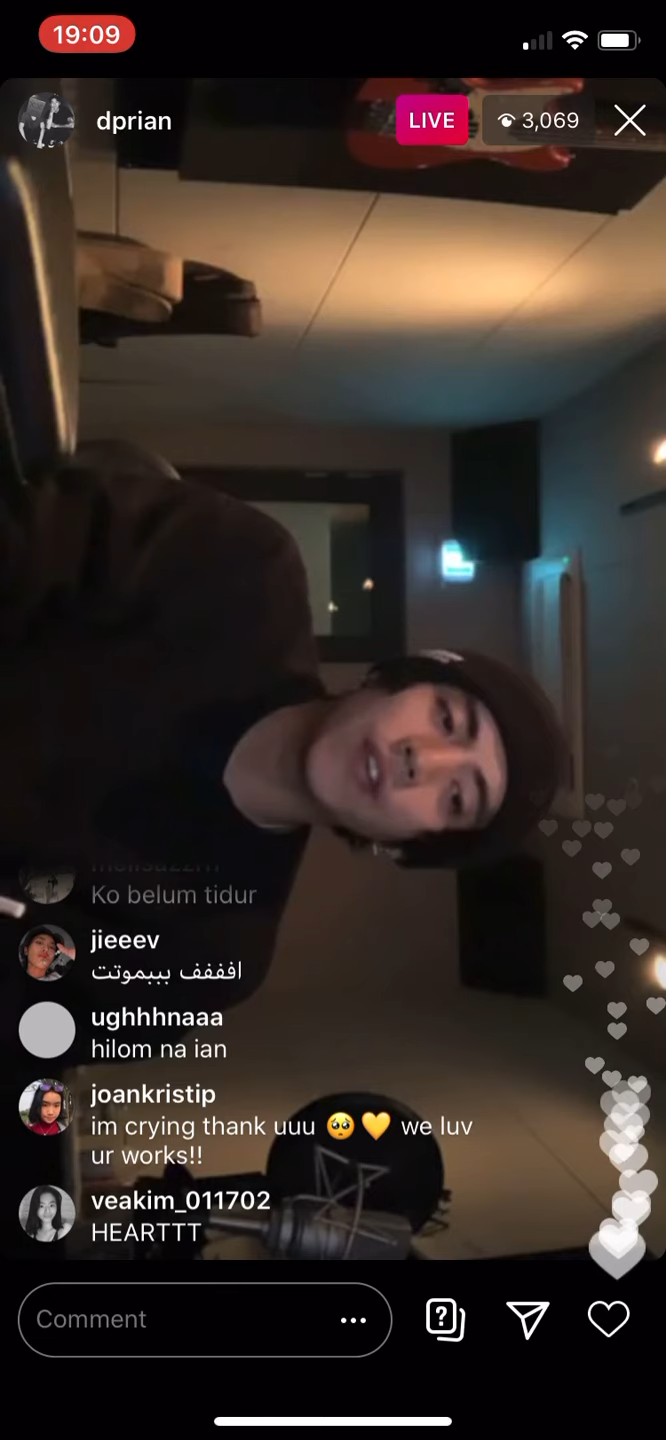 19:09
dprian
LIVE
3,069
Ko belum tidur
jieeev
افففف بببموتت
ughhhnaaa
hilom na ian
joankristip
im crying thank uuu 🥺💛 we luv
ur works!!
veakim_011702
HEARTTT
Comment